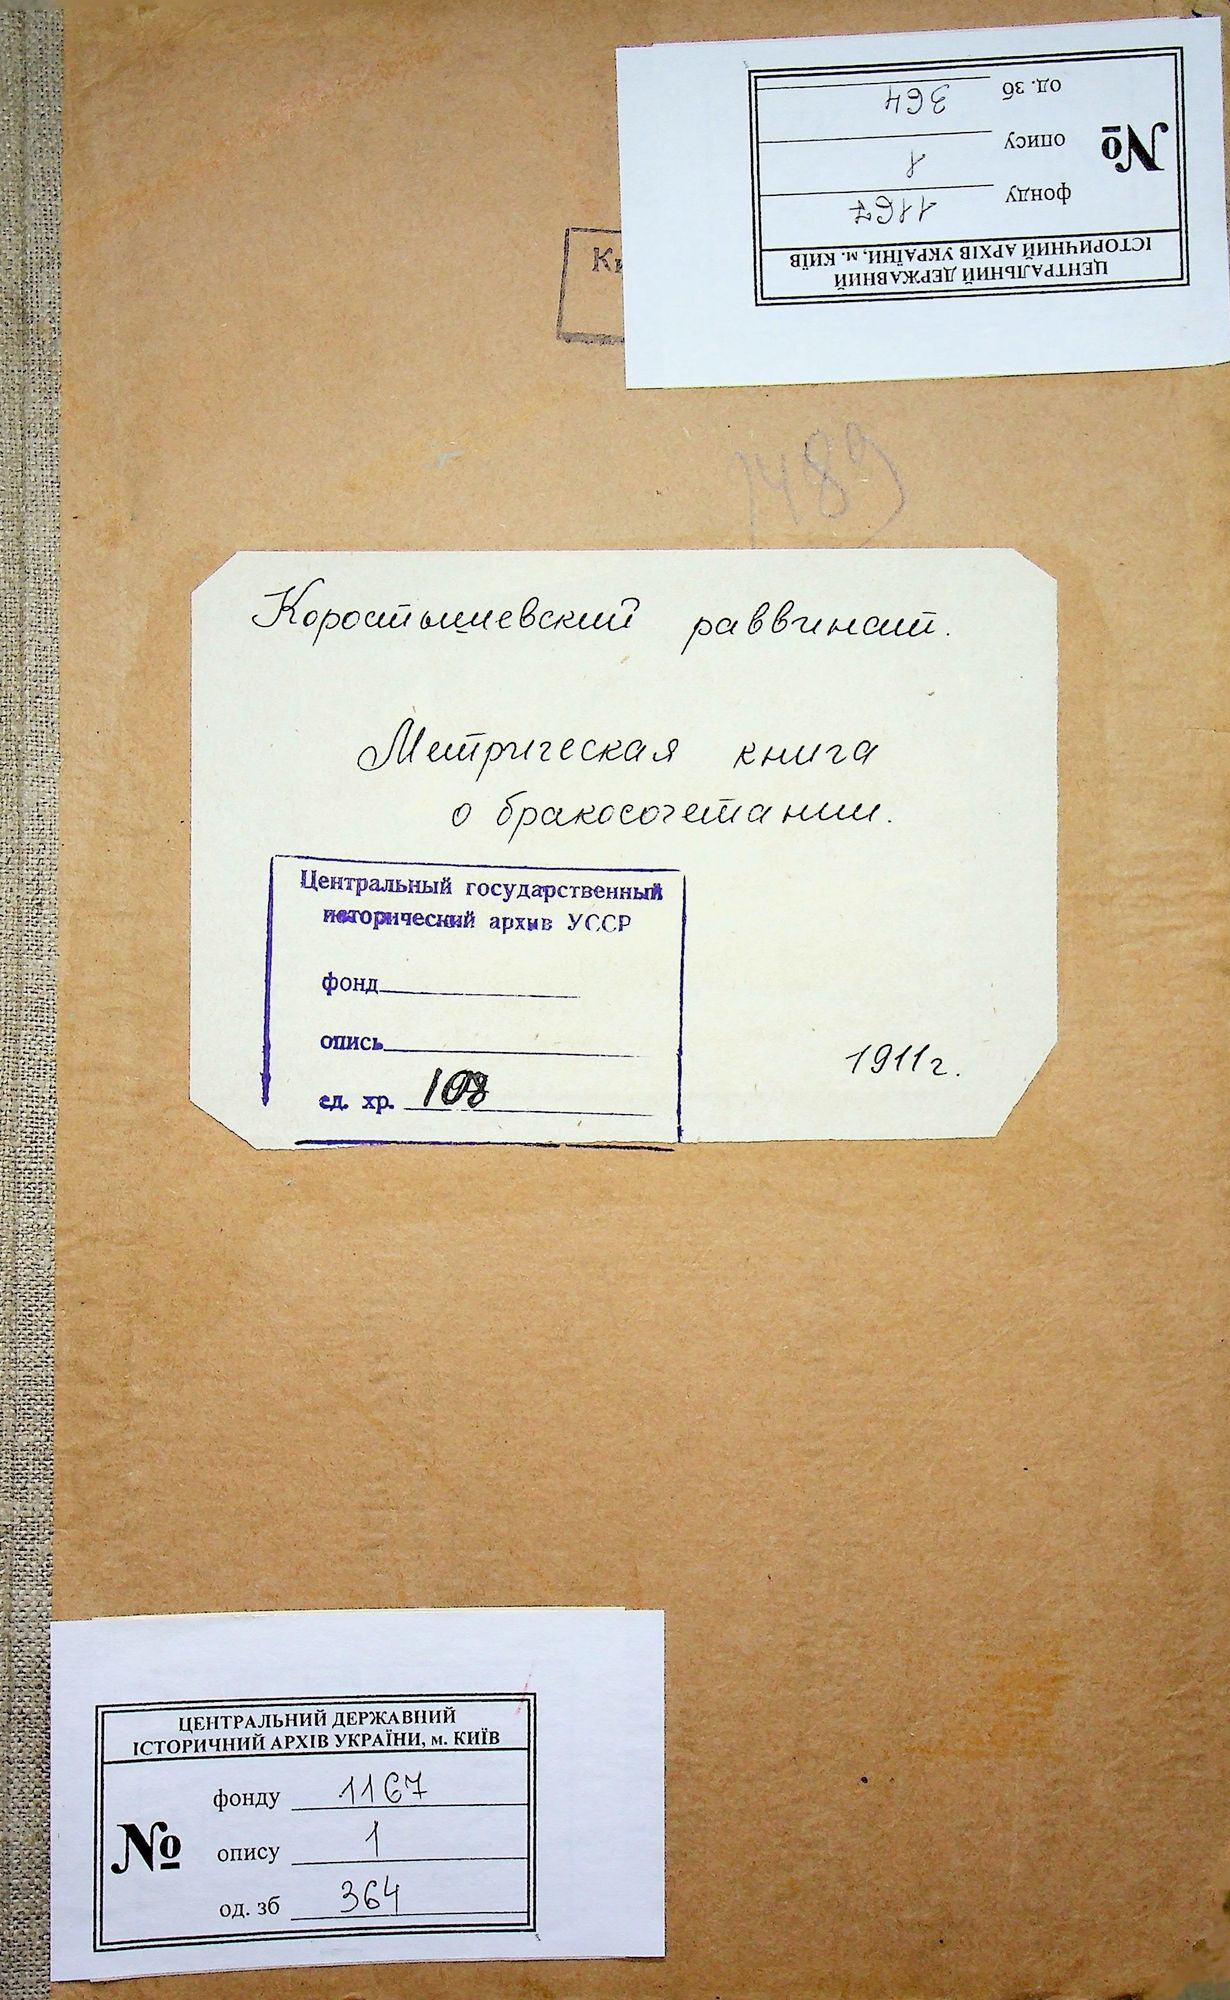 од. зб 364
опису 1
фонду 1167
№
ЦЕНТРАЛЬНИЙ ДЕРЖАВНИЙ
ІСТОРИЧНИЙ АРХІВ УКРАЇНИ, м. КИЇВ
1489
Коростышевский раввинат.
Метрическая книга
о бракосочетании.
Центральный государственный
исторический архив УССР
фонд
опись
ед. хр. 108
1911г.
ЦЕНТРАЛЬНИЙ ДЕРЖАВНИЙ
ІСТОРИЧНИЙ АРХІВ УКРАЇНИ, м. КИЇВ
№
фонду 1167
опису 1
од. зб 364